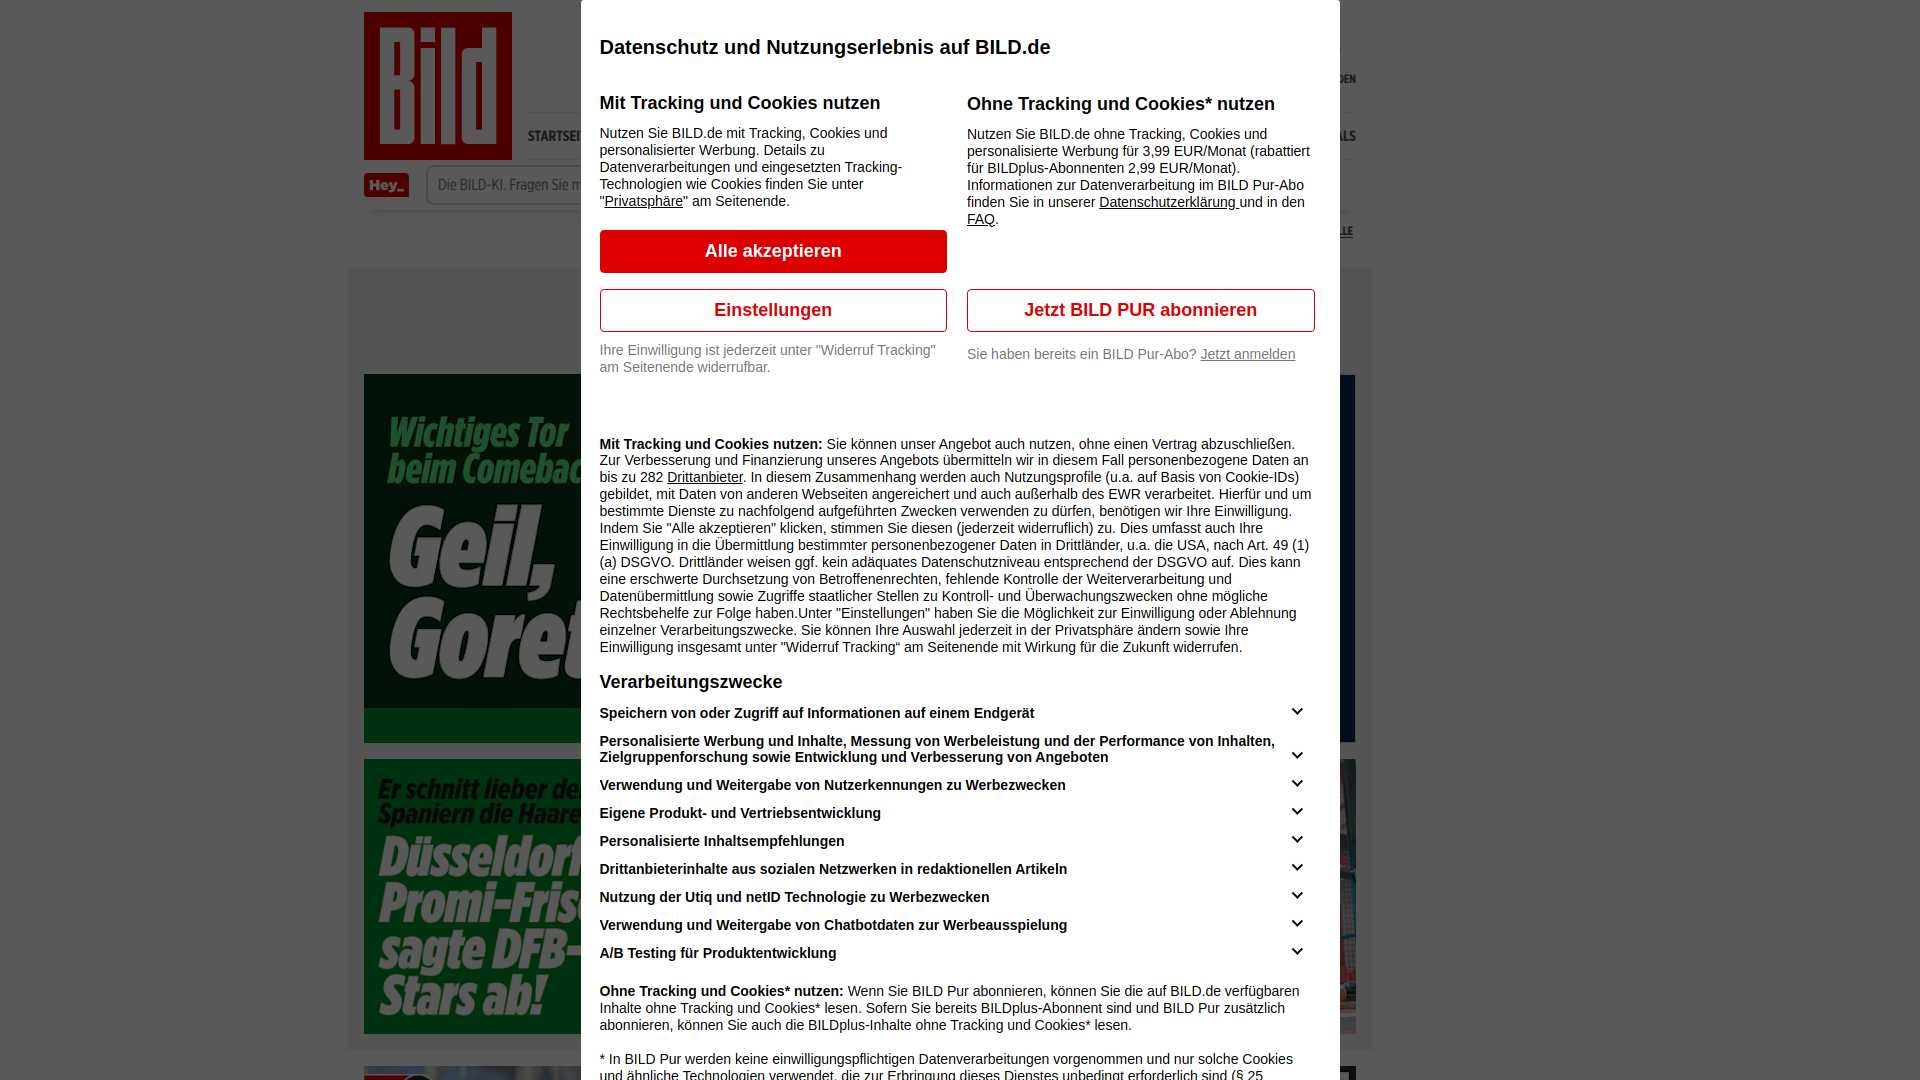 Bild
STARTSEI
Hey_
Die BILD-KI. Fragen Sie m
DEN
ALS
LLE
Wichtiges Tor
beim Comebac
Geil,
Goret
Er schnitt lieber de
Spaniern die Haare
Düsseldorf
Promi-Fris
sagte DFB-
Stars ab!
Datenschutz und Nutzungserlebnis auf BILD.de
Mit Tracking und Cookies nutzen
Nutzen Sie BILD.de mit Tracking, Cookies und
personalisierter Werbung. Details zu
Datenverarbeitungen und eingesetzten Tracking-
Technologien wie Cookies finden Sie unter
"Privatsphäre" am Seitenende.
Alle akzeptieren
Einstellungen
Ihre Einwilligung ist jederzeit unter "Widerruf Tracking"
am Seitenende widerrufbar.
Ohne Tracking und Cookies* nutzen
Nutzen Sie BILD.de ohne Tracking, Cookies und
personalisierte Werbung für 3,99 EUR/Monat (rabattiert
für BILDplus-Abonnenten 2,99 EUR/Monat).
Informationen zur Datenverarbeitung im BILD Pur-Abo
finden Sie in unserer Datenschutzerklärung und in den
FAQ.
Jetzt BILD PUR abonnieren
Sie haben bereits ein BILD Pur-Abo? Jetzt anmelden
Mit Tracking und Cookies nutzen: Sie können unser Angebot auch nutzen, ohne einen Vertrag abzuschließen.
Zur Verbesserung und Finanzierung unseres Angebots übermitteln wir in diesem Fall personenbezogene Daten an
bis zu 282 Drittanbieter. In diesem Zusammenhang werden auch Nutzungsprofile (u.a. auf Basis von Cookie-IDs)
gebildet, mit Daten von anderen Webseiten angereichert und auch außerhalb des EWR verarbeitet. Hierfür und um
bestimmte Dienste zu nachfolgend aufgeführten Zwecken verwenden zu dürfen, benötigen wir Ihre Einwilligung.
Indem Sie "Alle akzeptieren" klicken, stimmen Sie diesen (jederzeit widerruflich) zu. Dies umfasst auch Ihre
Einwilligung in die Übermittlung bestimmter personenbezogener Daten in Drittländer, u.a. die USA, nach Art. 49 (1)
(a) DSGVO. Drittländer weisen ggf. kein adäquates Datenschutzniveau entsprechend der DSGVO auf. Dies kann
eine erschwerte Durchsetzung von Betroffenenrechten, fehlende Kontrolle der Weiterverarbeitung und
Datenübermittlung sowie Zugriffe staatlicher Stellen zu Kontroll- und Überwachungszwecken ohne mögliche
Rechtsbehelfe zur Folge haben.Unter "Einstellungen" haben Sie die Möglichkeit zur Einwilligung oder Ablehnung
einzelner Verarbeitungszwecke. Sie können Ihre Auswahl jederzeit in der Privatsphäre ändern sowie Ihre
Einwilligung insgesamt unter "Widerruf Tracking“ am Seitenende mit Wirkung für die Zukunft widerrufen.
Verarbeitungszwecke
Speichern von oder Zugriff auf Informationen auf einem Endgerät
Personalisierte Werbung und Inhalte, Messung von Werbeleistung und der Performance von Inhalten,
Zielgruppenforschung sowie Entwicklung und Verbesserung von Angeboten
Verwendung und Weitergabe von Nutzerkennungen zu Werbezwecken
Eigene Produkt- und Vertriebsentwicklung
Personalisierte Inhaltsempfehlungen
Drittanbieterinhalte aus sozialen Netzwerken in redaktionellen Artikeln
Nutzung der Utiq und netID Technologie zu Werbezwecken
Verwendung und Weitergabe von Chatbotdaten zur Werbeausspielung
A/B Testing für Produktentwicklung
Ohne Tracking und Cookies* nutzen: Wenn Sie BILD Pur abonnieren, können Sie die auf BILD.de verfügbaren
Inhalte ohne Tracking und Cookies* lesen. Sofern Sie bereits BILDplus-Abonnent sind und BILD Pur zusätzlich
abonnieren, können Sie auch die BILDplus-Inhalte ohne Tracking und Cookies* lesen.
* In BILD Pur werden keine einwilligungspflichtigen Datenverarbeitungen vorgenommen und nur solche Cookies
und ähnliche Technologien verwendet, die zur Erbringung dieses Dienstes unbedingt erforderlich sind (§ 25